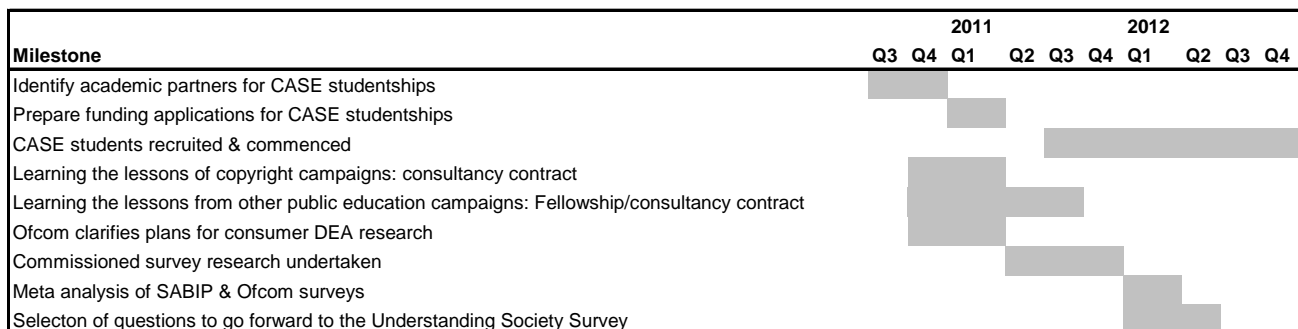 2011 2012
Milestone Q3 Q4 Q1 Q2 Q3 Q4 Q1 Q2 Q3 Q4
Identify academic partners for CASE studentships
Prepare funding applications for CASE studentships
CASE students recruited & commenced
Learning the lessons of copyright campaigns: consultancy contract
Learning the lessons from other public education campaigns: Fellowship/consultancy contract
Ofcom clarifies plans for consumer DEA research
Commissioned survey research undertaken
Meta analysis of SABIP & Ofcom surveys
Selecton of questions to go forward to the Understanding Society Survey